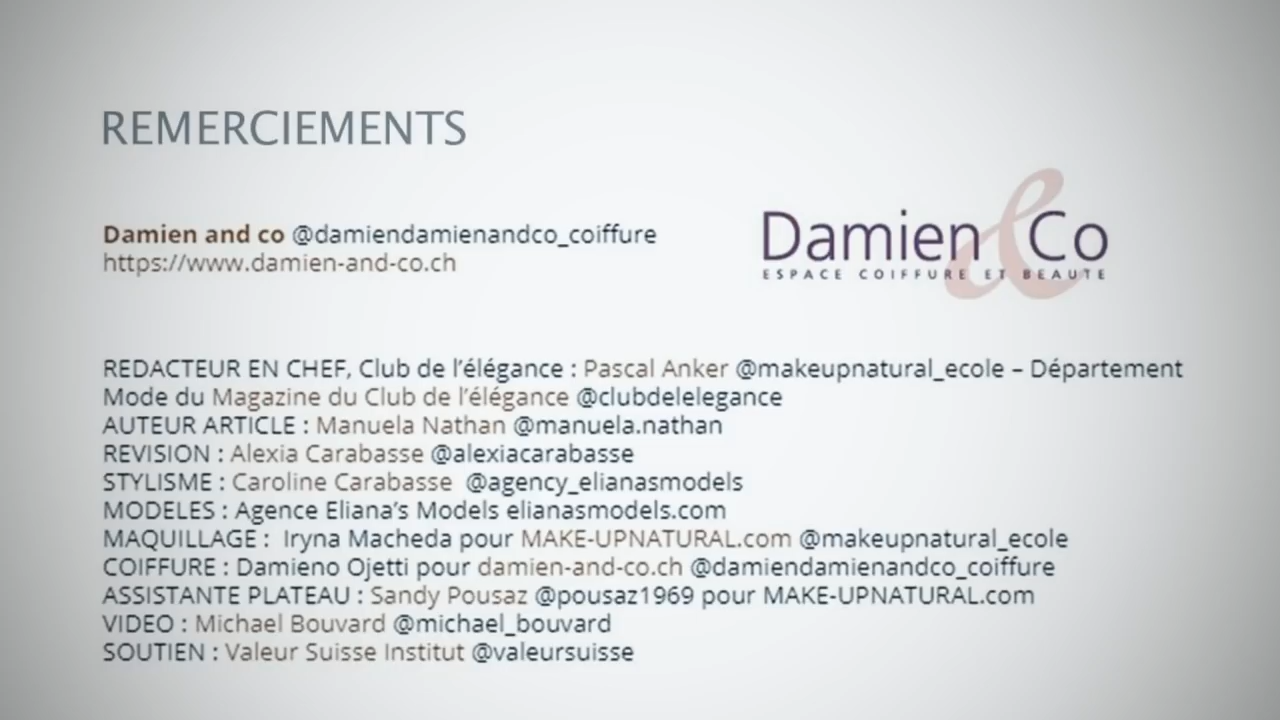 REMERCIEMENTS
Damien and co @damiendamienandco_coiffure
https://www.damien-and-co.ch
Damien & Co
ESPACE COIFFURE ET BEAUTE
REDACTEUR EN CHEF, Club de l’élégance : Pascal Anker @makeupnatural_ecole – Département
Mode du Magazine du Club de l’élégance @clubdelelegance
AUTEUR ARTICLE : Manuela Nathan @manuela.nathan
REVISION : Alexia Carabasse @alexiacarabasse
STYLISME : Caroline Carabasse  @agency_elianasmodels
MODELES : Agence Eliana’s Models elianasmodels.com
MAQUILLAGE :  Iryna Macheda pour MAKE-UPNATURAL.com @makeupnatural_ecole
COIFFURE : Damieno Ojetti pour damien-and-co.ch @damiendamienandco_coiffure
ASSISTANTE PLATEAU : Sandy Pousaz @pousaz1969 pour MAKE-UPNATURAL.com
VIDEO : Michael Bouvard @michael_bouvard
SOUTIEN : Valeur Suisse Institut @valeursuisse